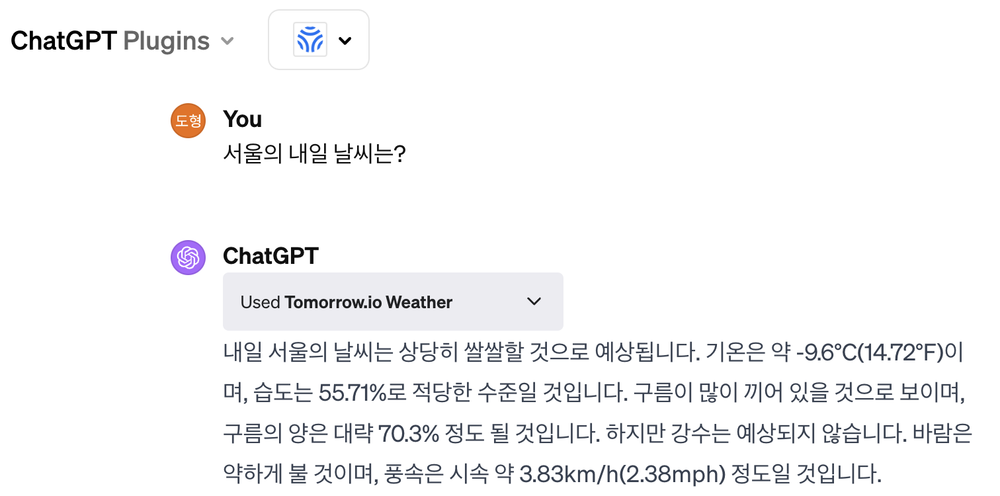 ChatGPT Plugins
도형
You
서울의 내일 날씨는?
ChatGPT
Used Tomorrow.io Weather
내일 서울의 날씨는 상당히 쌀쌀할 것으로 예상됩니다. 기온은 약 -9.6°C(14.72°F)이
며, 습도는 55.71%로 적당한 수준일 것입니다. 구름이 많이 끼어 있을 것으로 보이며,
구름의 양은 대략 70.3% 정도 될 것입니다. 하지만 강수는 예상되지 않습니다. 바람은
약하게 불 것이며, 풍속은 시속 약 3.83km/h(2.38mph) 정도일 것입니다.